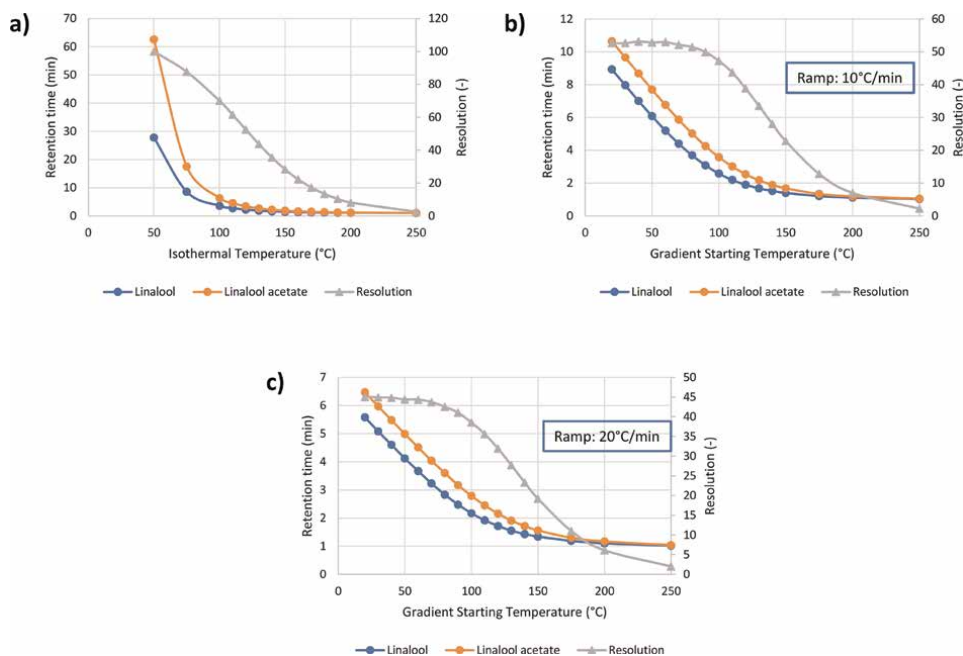 a)
Retention time (min)
70
60
50
40
30
20
10
0
120
100
80
60
40
20
0
Resolution (-)
0 50 100 150 200 250
Isothermal Temperature (°C)
Linalool Linalool acetate Resolution
b)
Retention time (min)
12
10
8
6
4
2
0
Ramp: 10°C/min
60
50
40
30
20
10
0
Resolution (-)
0 50 100 150 200 250
Gradient Starting Temperature (°C)
Linalool Linalool acetate Resolution
c)
Retention time (min)
7
6
5
4
3
2
1
0
Ramp: 20°C/min
50
45
40
35
30
25
20
15
10
5
0
Resolution (-)
0 50 100 150 200 250
Gradient Starting Temperature (°C)
Linalool Linalool acetate Resolution